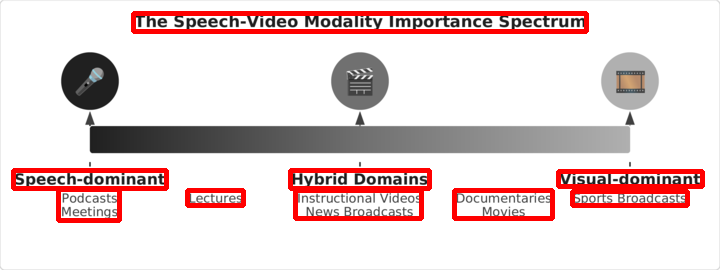 The Speech-Video Modality Importance Spectrum
Speech-dominant
Hybrid Domains
Visual-dominant
Podcasts
Meetings
Lectures
Instructional Videos
News Broadcasts
Documentaries
Movies
Sports Broadcasts